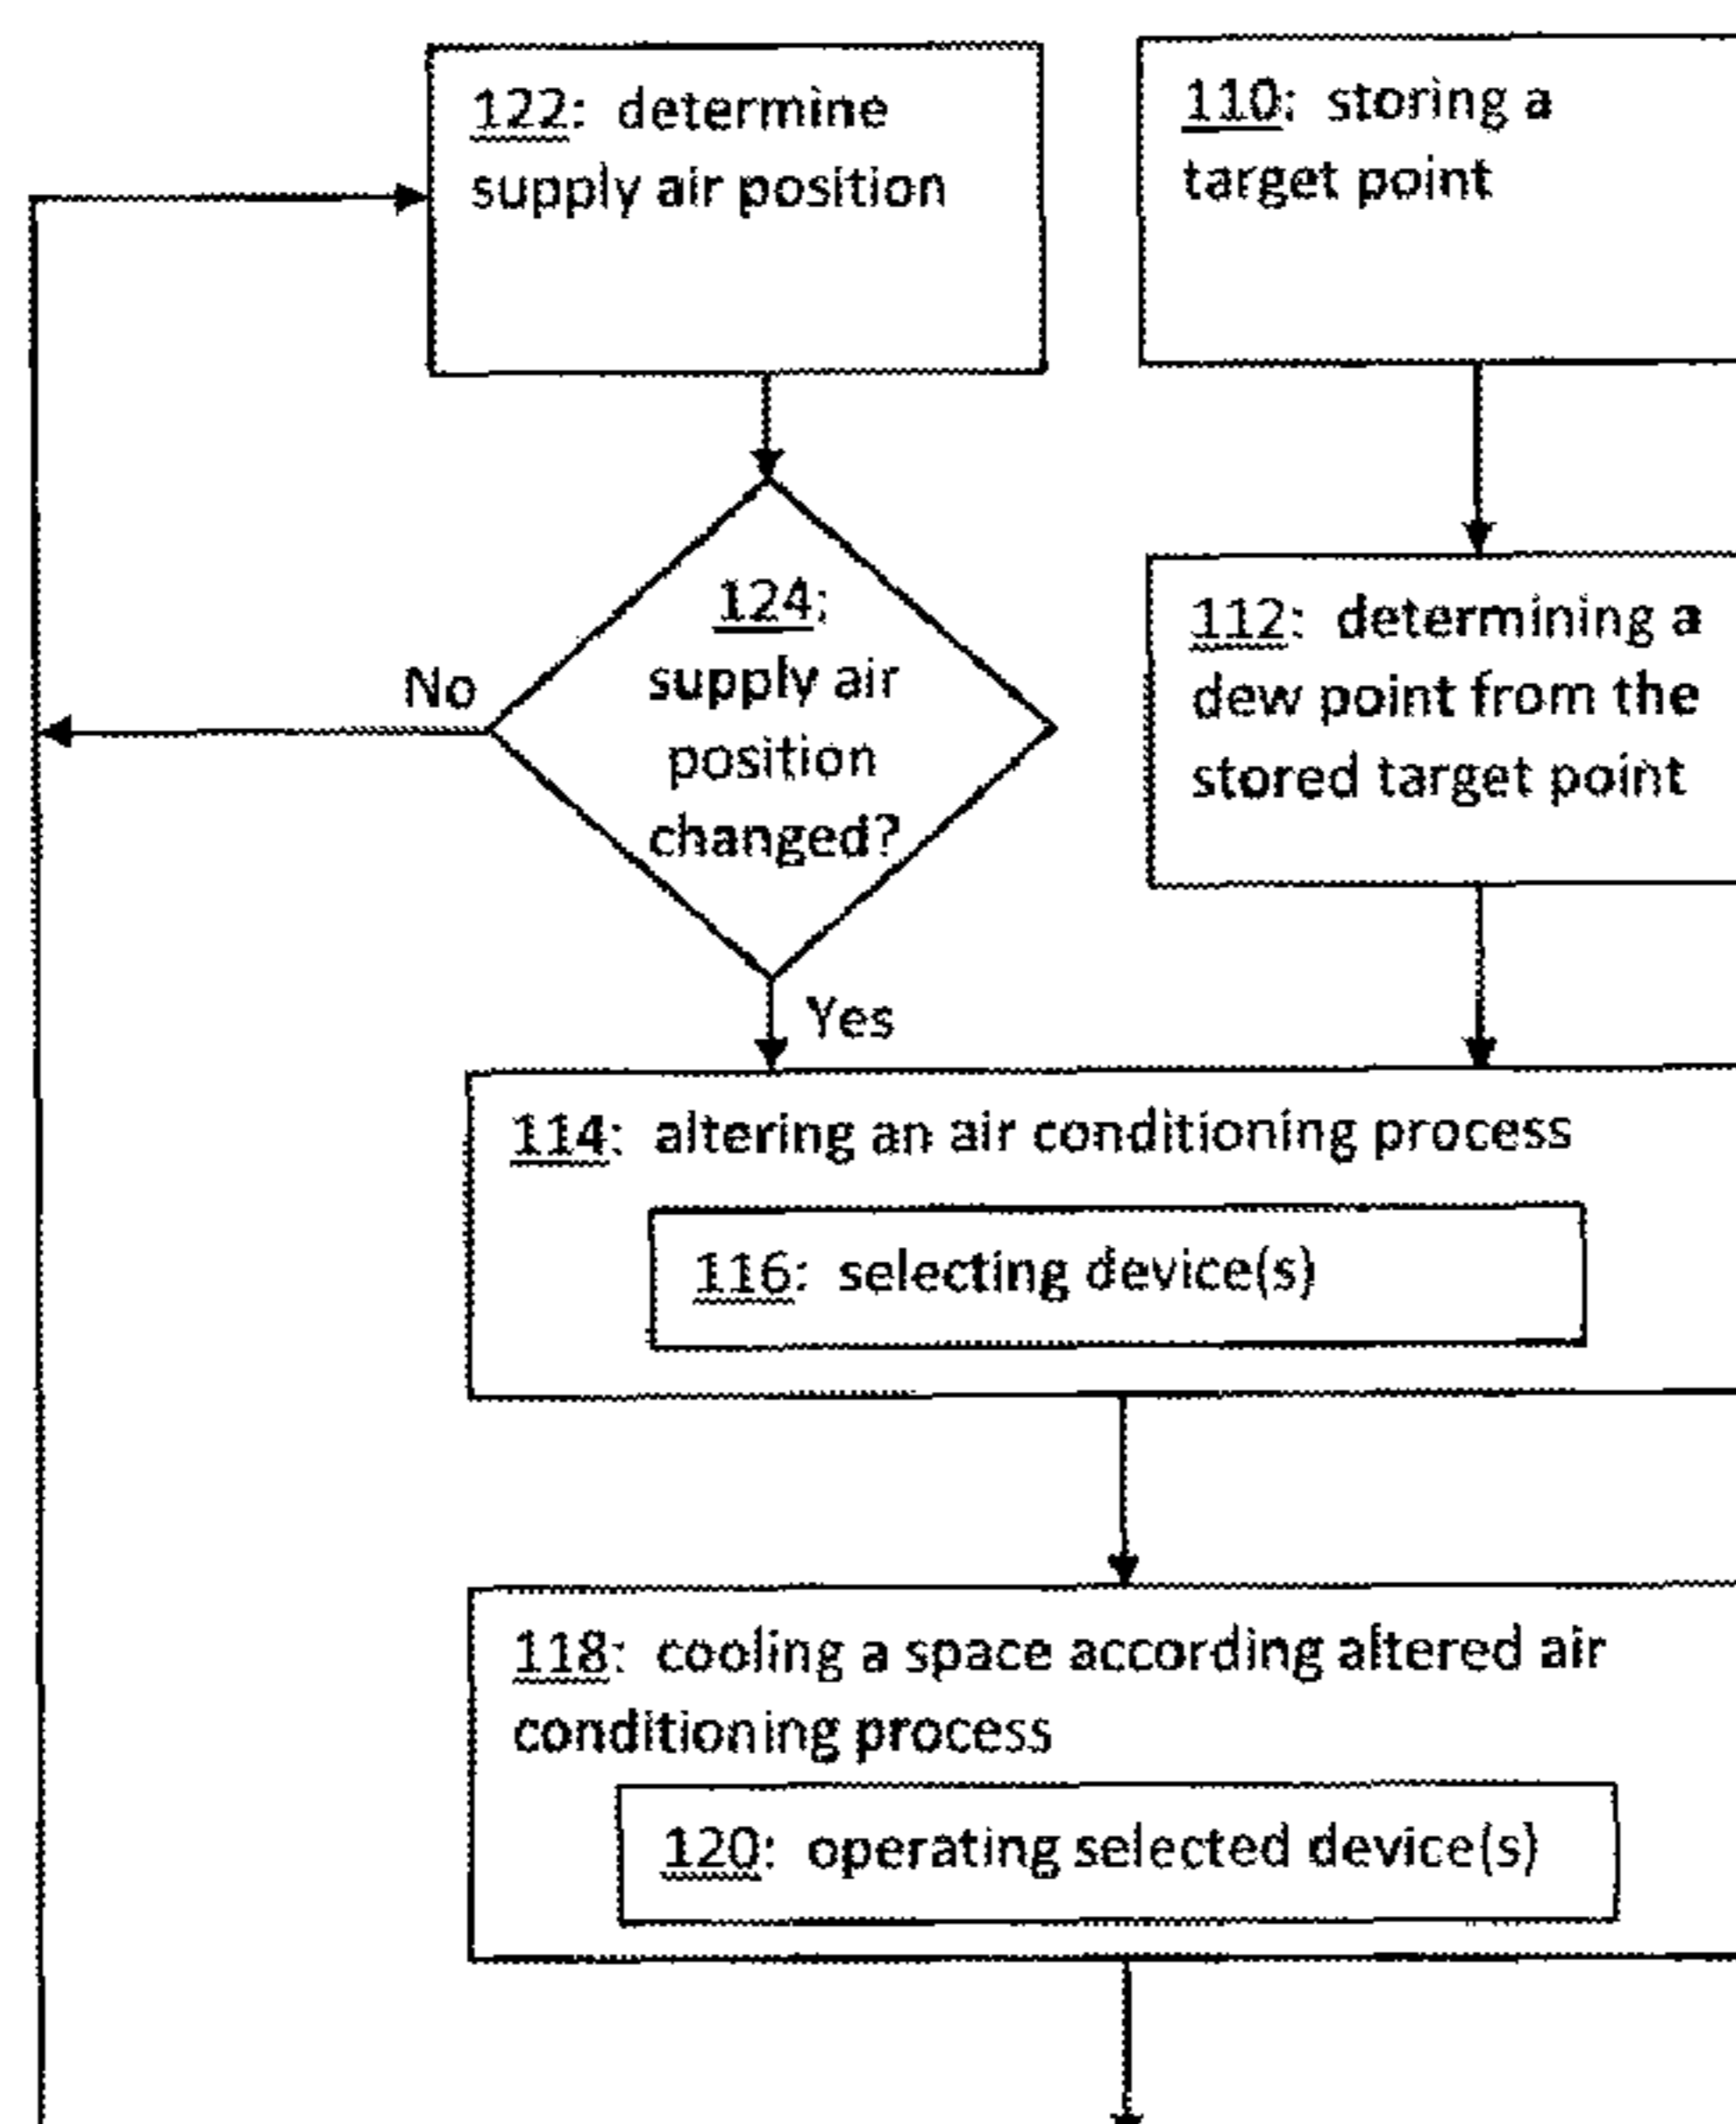 122: determine
supply air position
110: storing a
target point
124:
supply air
position
changed?
No
Yes
112: determining a
dew point from the
stored target point
114: altering an air conditioning process
116: selecting device(s)
118: cooling a space according altered air
conditioning process
120: operating selected device(s)